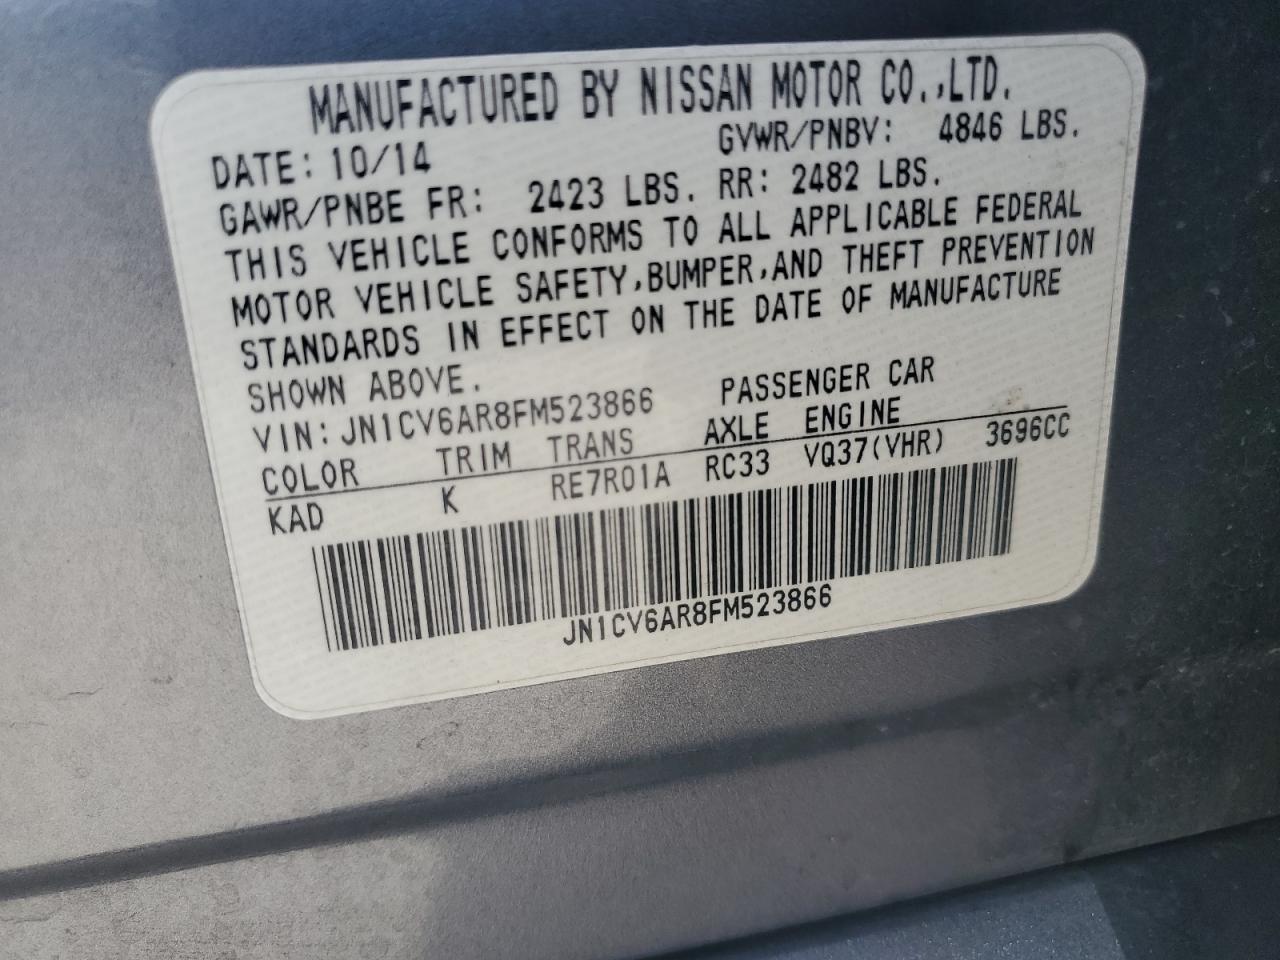 MANUFACTURED BY NISSAN MOTOR CO.,LTD.
DATE: 10/14 GVWR/PNBV: 4846 LBS.
GAWR/PNBE FR: 2423 LBS. RR: 2482 LBS.
THIS VEHICLE CONFORMS TO ALL APPLICABLE FEDERAL
MOTOR VEHICLE SAFETY,BUMPER,AND THEFT PREVENTION
STANDARDS IN EFFECT ON THE DATE OF MANUFACTURE
SHOWN ABOVE.
VIN: JN1CV6AR8FM523866 PASSENGER CAR
COLOR TRIM TRANS AXLE ENGINE
KAD K RE7R01A RC33 VQ37(VHR) 3696CC
JN1CV6AR8FM523866